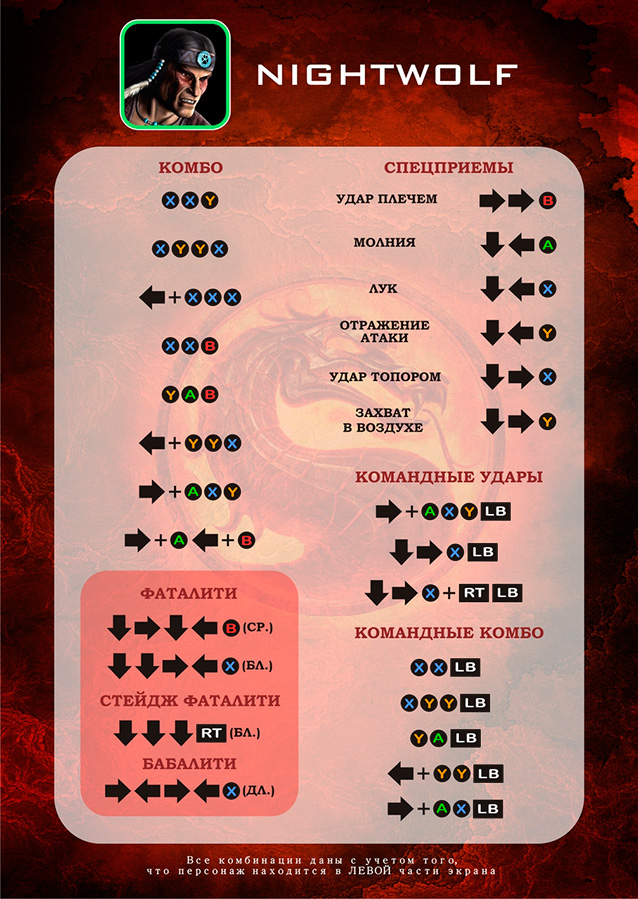 NIGHTWOLF
КОМБО
X X Y
X Y Y X
← + X X X
X X B
Y A B
← + Y Y X
→ + A X Y
→ + A ← + B
ФАТАЛИТИ
↓ → ↓ ← B (СР.)
↓ ↓ → ← X (БЛ.)
СТЕЙДЖ ФАТАЛИТИ
↓ ↓ ↓ RT (БЛ.)
БАБАЛИТИ
→ ← → ← X (ДЛ.)
СПЕЦПРИЕМЫ
УДАР ПЛЕЧЕМ → → B
МОЛНИЯ ↓ ← A
ЛУК ↓ ← X
ОТРАЖЕНИЕ
АТАКИ ↓ ← Y
УДАР ТОПОРОМ ↓ → X
ЗАХВАТ
В ВОЗДУХЕ ↓ → Y
КОМАНДНЫЕ УДАРЫ
→ + A X Y LB
↓ → X LB
↓ → X + RT LB
КОМАНДНЫЕ КОМБО
X X LB
X Y Y LB
Y A LB
← + Y Y LB
→ + A X LB
Все комбинации даны с учетом того,
что персонаж находится в ЛЕВОЙ части экрана